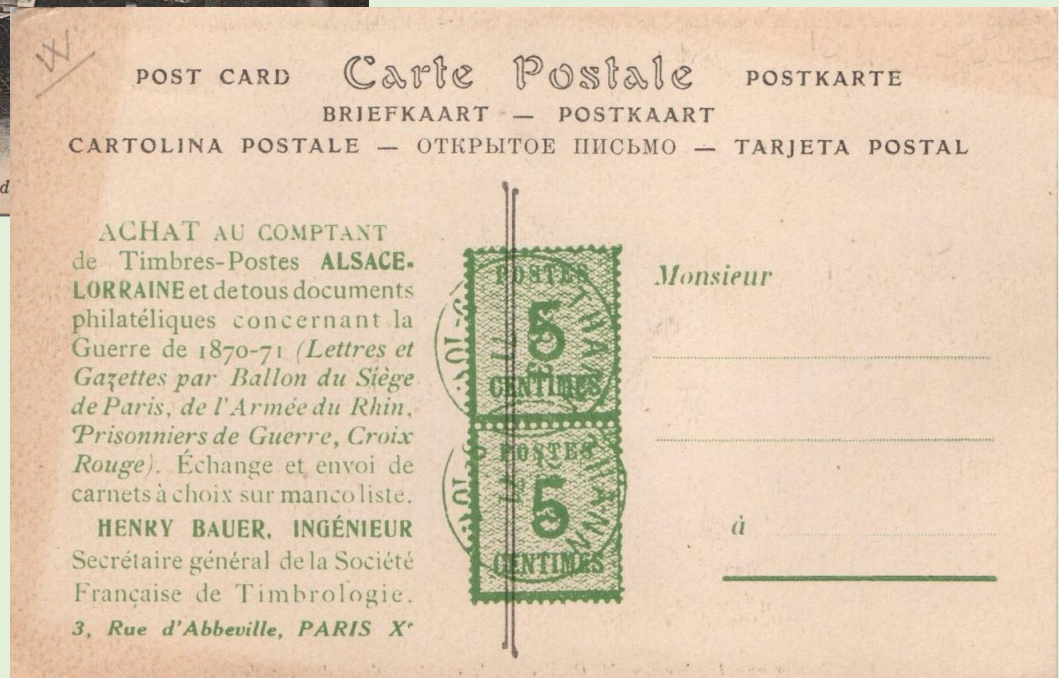 W
POST CARD Carte Postale POSTKARTE
BRIEFKAART — POSTKAART
CARTOLINA POSTALE — ОТКРЫТОЕ ПИСЬМО — TARJETA POSTAL
d
ACHAT AU COMPTANT
de Timbres-Postes ALSACE-
LORRAINE et de tous documents
philatéliques concernant la
Guerre de 1870-71 (Lettres et
Gazettes par Ballon du Siège
de Paris, de l'Armée du Rhin,
Prisonniers de Guerre, Croix
Rouge). Échange et envoi de
carnets à choix sur mancoliste.
HENRY BAUER, INGÉNIEUR
Secrétaire général de la Société
Française de Timbrologie.
3, Rue d'Abbeville, PARIS Xe
POSTES
5
CENTIMES
THANN
POSTES
5
CENTIMES
THANN
Monsieur
à